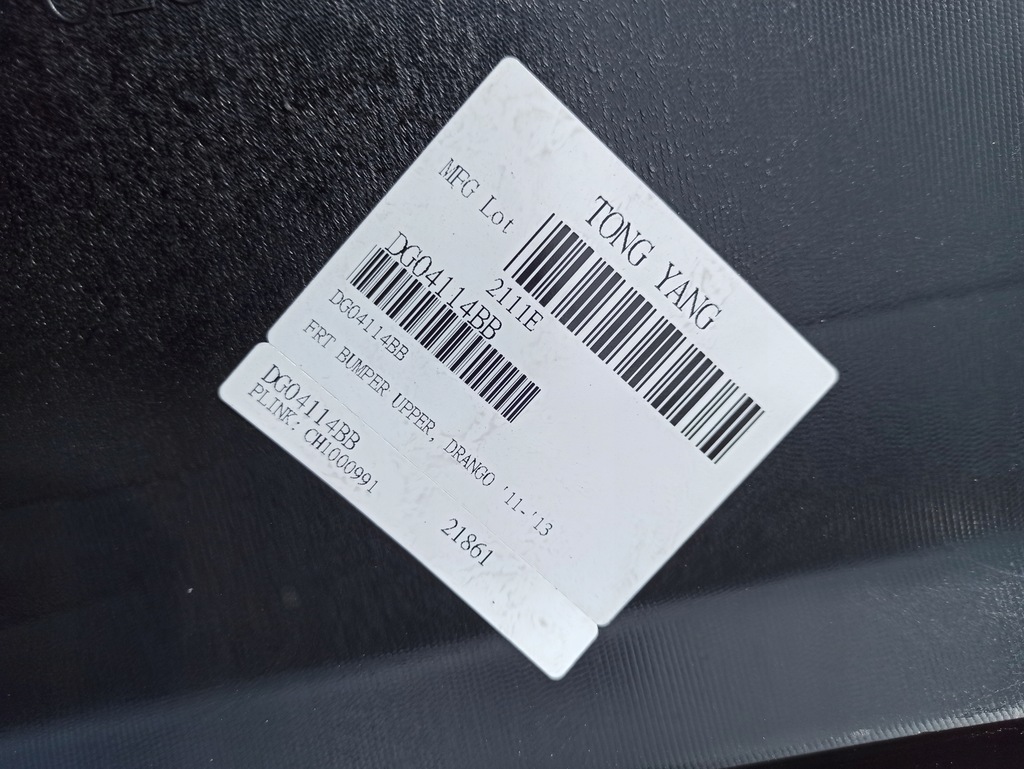 TONG YANG
MFG Lot
2111E
DG04114BB
DG04114BB
FRT BUMPER UPPER, DRANGO '11-'13
DG04114BB
PLINK: CH1000991
21861